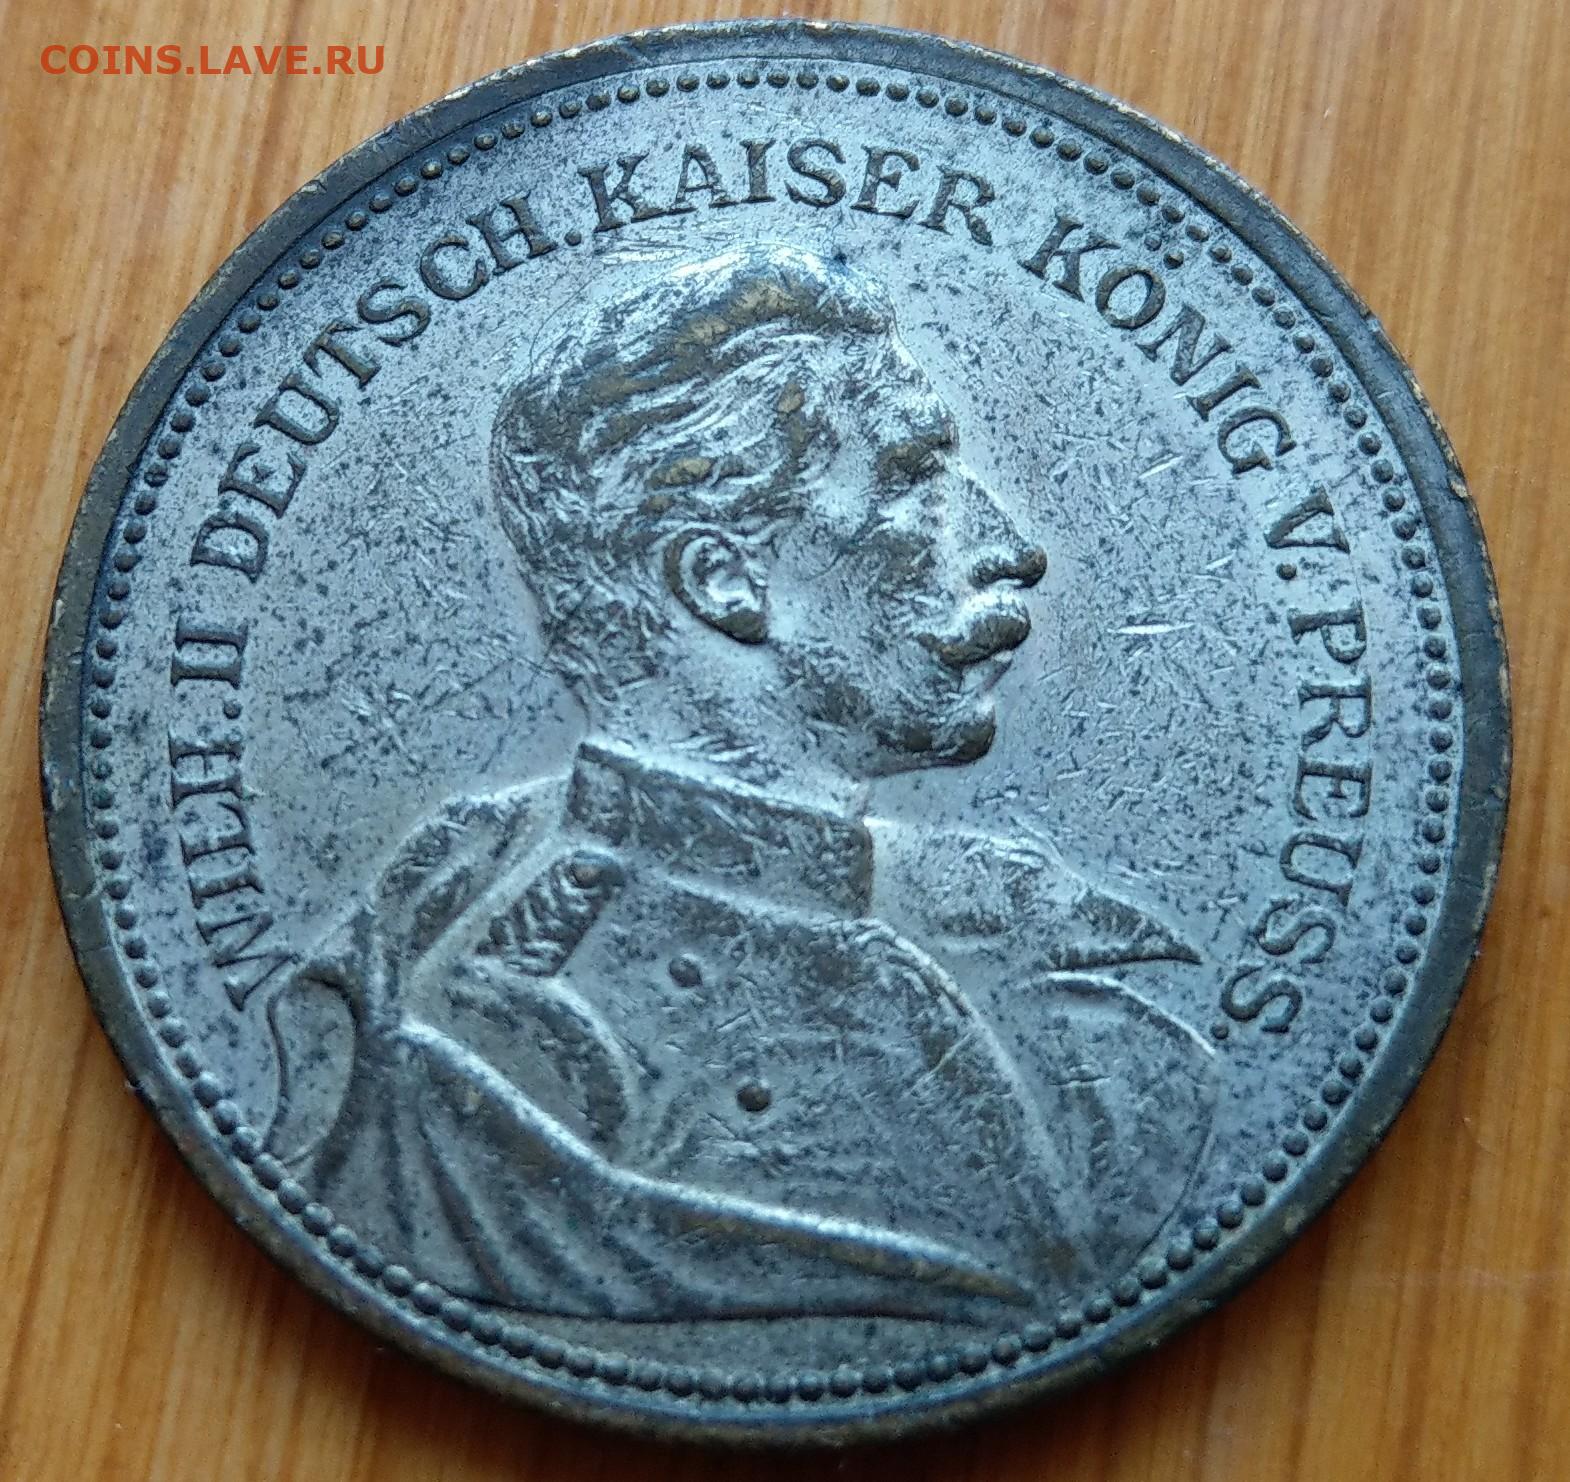 COINS.LAVE.RU
WILH.II DEUTSCH.KAISER KÖNIG V.PREUSS.